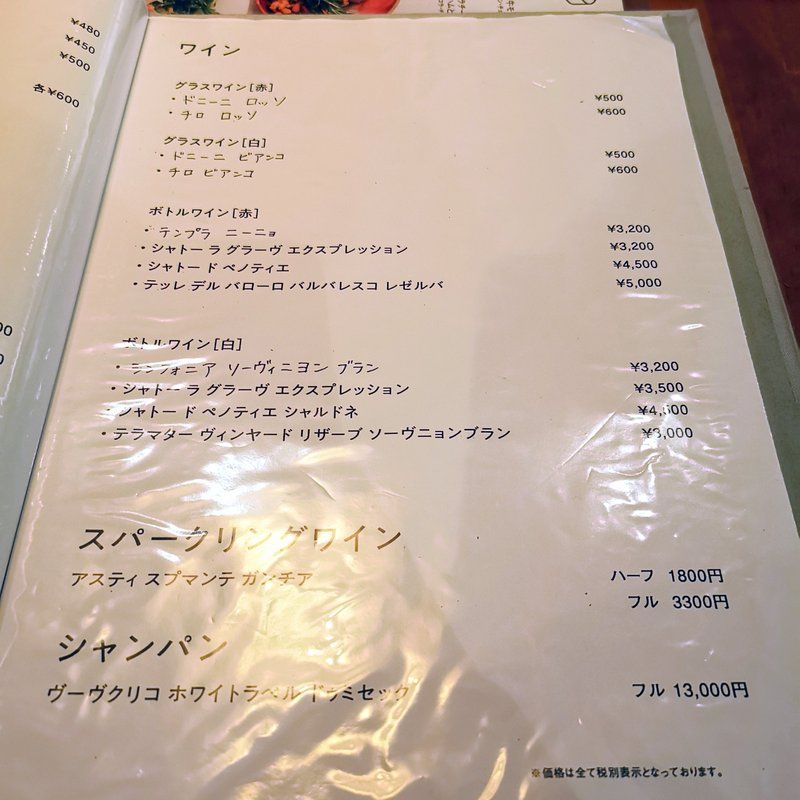 ¥480
¥450
¥500
各¥600
ワイン
グラスワイン[赤]
・ドニーニ ロッソ ¥500
・チロ ロッソ ¥600
グラスワイン[白]
・ドニーニ ビアンコ ¥500
・チロ ビアンコ ¥600
ボトルワイン[赤]
・テンプラ ニーニョ ¥3,200
・シャトー ラ グラーヴ エクスプレッション ¥3,200
・シャトー ド ペノティエ ¥4,500
・テッレ デル バローロ バルバレスコ レゼルバ ¥5,000
ボトルワイン[白]
・ランフォニア ソーヴィニヨン ブラン ¥3,200
・シャトー ラ グラーヴ エクスプレッション ¥3,500
・シャトー ド ペノティエ シャルドネ ¥4,500
・テラマター ヴィンヤード リザーブ ソーヴニョンブラン
スパークリングワイン
アスティ スプマンテ ガンチア ハーフ 1800円
フル 3300円
シャンパン
ヴーヴクリコ ホワイトラベル ドゥミセック フル 13,000円
※価格は全て税別表示となっております。